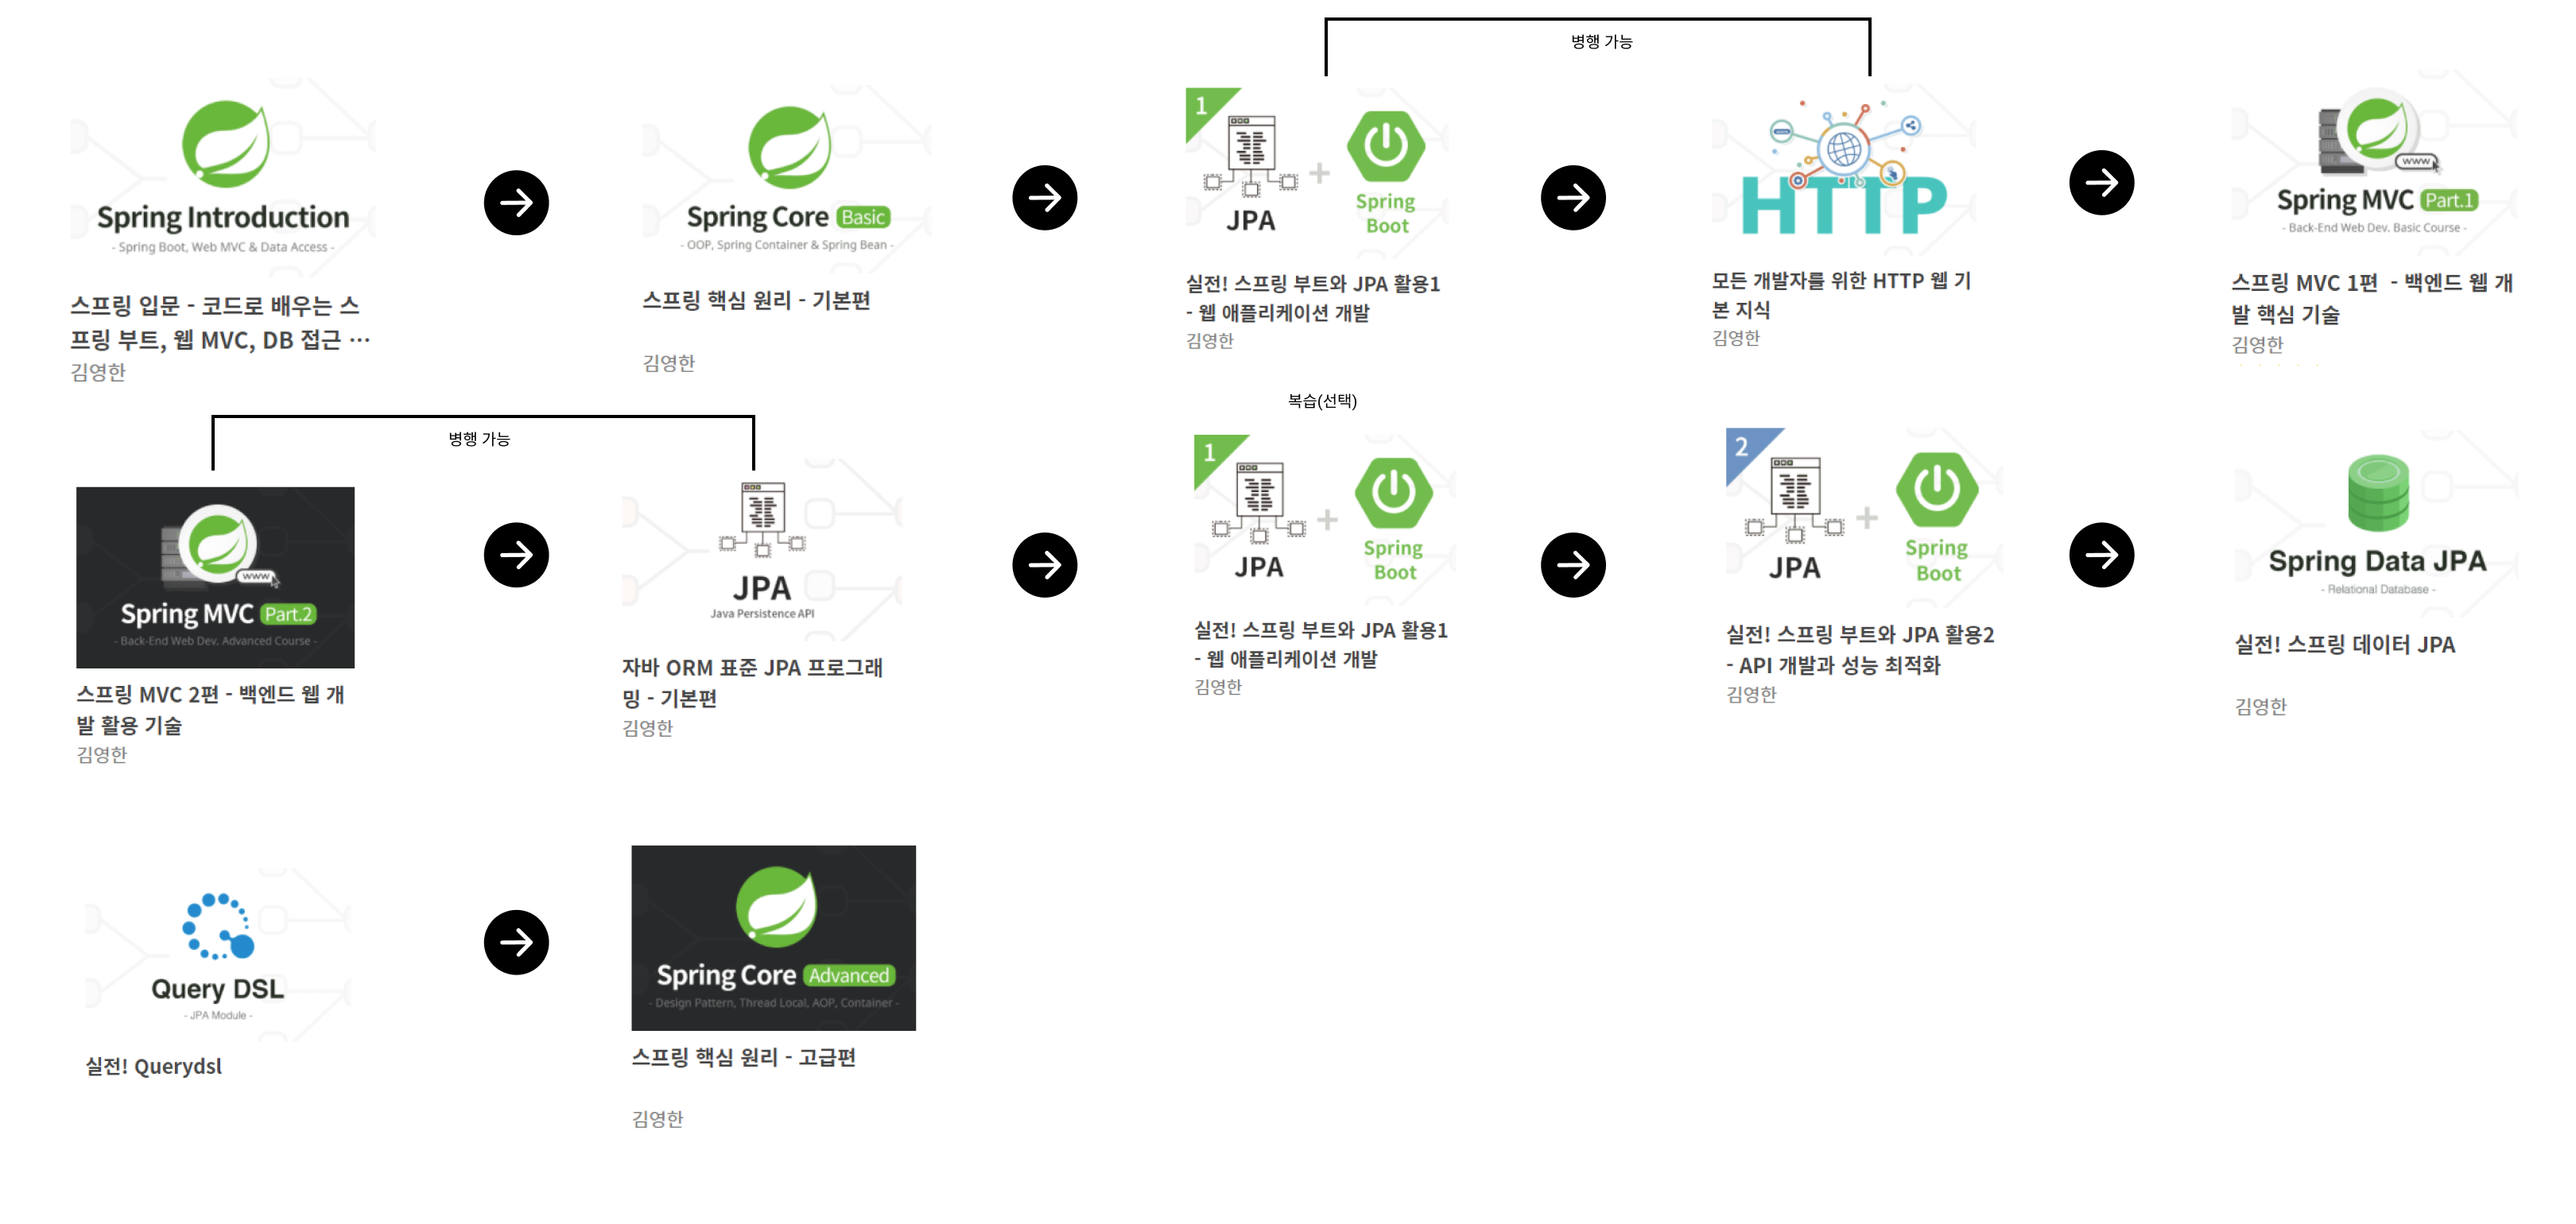 병행 가능
Spring Introduction
- Spring Boot, Web MVC & Data Access -
스프링 입문 - 코드로 배우는 스
프링 부트, 웹 MVC, DB 접근 ···
김영한
Spring Core Basic
- OOP, Spring Container & Spring Bean -
스프링 핵심 원리 - 기본편
김영한
1
JPA
+
Spring
Boot
실전! 스프링 부트와 JPA 활용1
- 웹 애플리케이션 개발
김영한
HTTP
모든 개발자를 위한 HTTP 웹 기
본 지식
김영한
www
Spring MVC Part.1
- Back-End Web Dev. Basic Course -
스프링 MVC 1편 - 백엔드 웹 개
발 핵심 기술
김영한
병행 가능
www
Spring MVC Part.2
- Back-End Web Dev. Advanced Course -
스프링 MVC 2편 - 백엔드 웹 개
발 활용 기술
김영한
JPA
Java Persistence API
자바 ORM 표준 JPA 프로그래
밍 - 기본편
김영한
복습(선택)
1
JPA
+
Spring
Boot
실전! 스프링 부트와 JPA 활용1
- 웹 애플리케이션 개발
김영한
2
JPA
+
Spring
Boot
실전! 스프링 부트와 JPA 활용2
- API 개발과 성능 최적화
김영한
Spring Data JPA
- Relational Database -
실전! 스프링 데이터 JPA
김영한
Query DSL
- JPA Module -
실전! Querydsl
Spring Core Advanced
- Design Pattern, Thread Local, AOP, Container -
스프링 핵심 원리 - 고급편
김영한